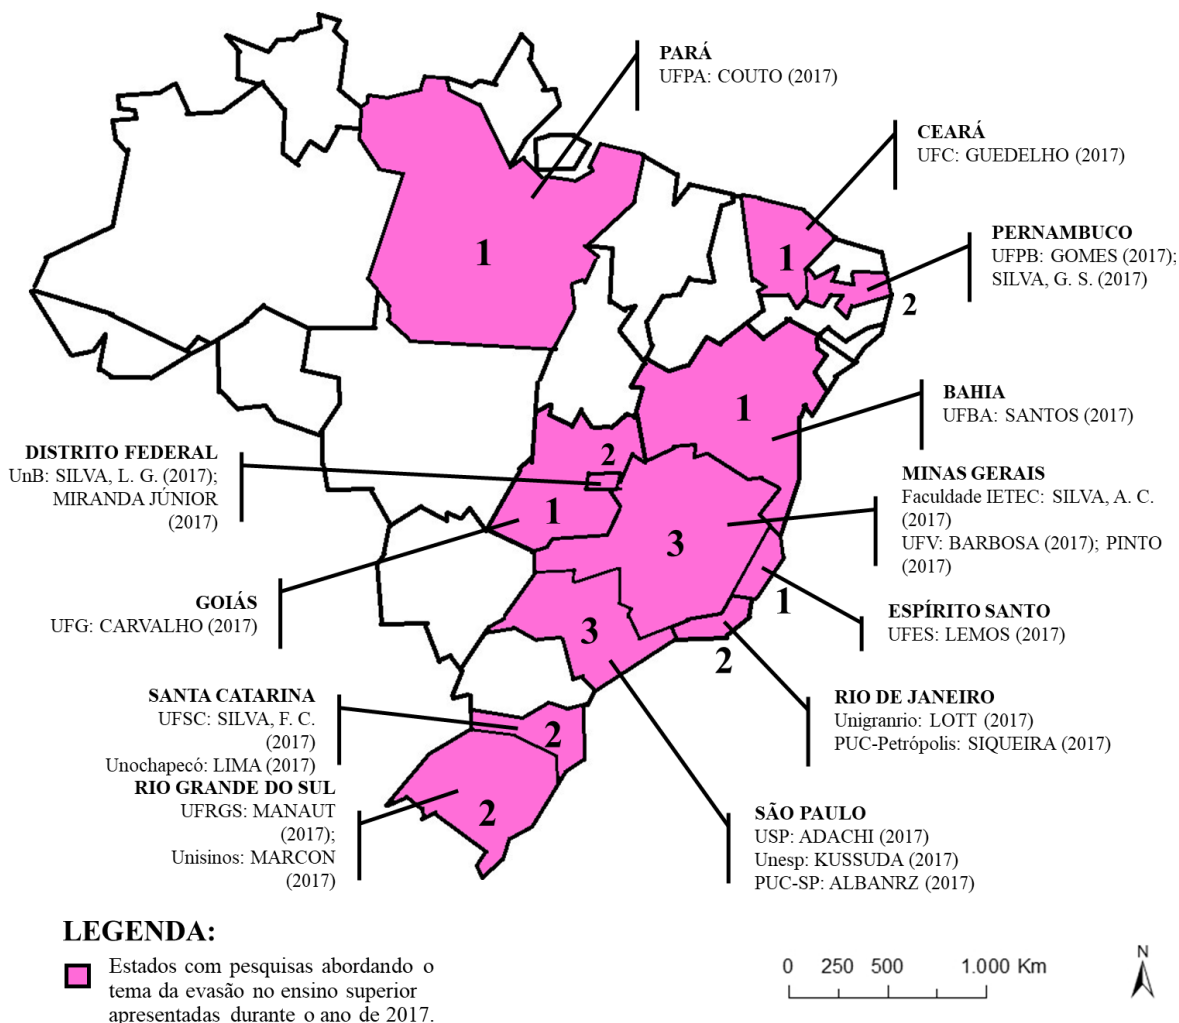 PARÁ
UFPA: COUTO (2017)
CEARÁ
UFC: GUEDELHO (2017)
PERNAMBUCO
UFPB: GOMES (2017);
SILVA, G. S. (2017)
BAHIA
UFBA: SANTOS (2017)
MINAS GERAIS
Faculdade IETEC: SILVA, A. C.
(2017)
UFV: BARBOSA (2017); PINTO
(2017)
ESPÍRITO SANTO
UFES: LEMOS (2017)
RIO DE JANEIRO
Unigranrio: LOTT (2017)
PUC-Petrópolis: SIQUEIRA (2017)
SÃO PAULO
USP: ADACHI (2017)
Unesp: KUSSUDA (2017)
PUC-SP: ALBANRZ (2017)
DISTRITO FEDERAL
UnB: SILVA, L. G. (2017);
MIRANDA JÚNIOR
(2017)
GOIÁS
UFG: CARVALHO (2017)
SANTA CATARINA
UFSC: SILVA, F. C.
(2017)
Unochapecó: LIMA (2017)
RIO GRANDE DO SUL
UFRGS: MANAUT
(2017);
Unisinos: MARCON
(2017)
1
1
2
1
2
1
3
1
3
2
2
2
LEGENDA:
Estados com pesquisas abordando o
tema da evasão no ensino superior
apresentadas durante o ano de 2017.
0 250 500 1.000 Km
N